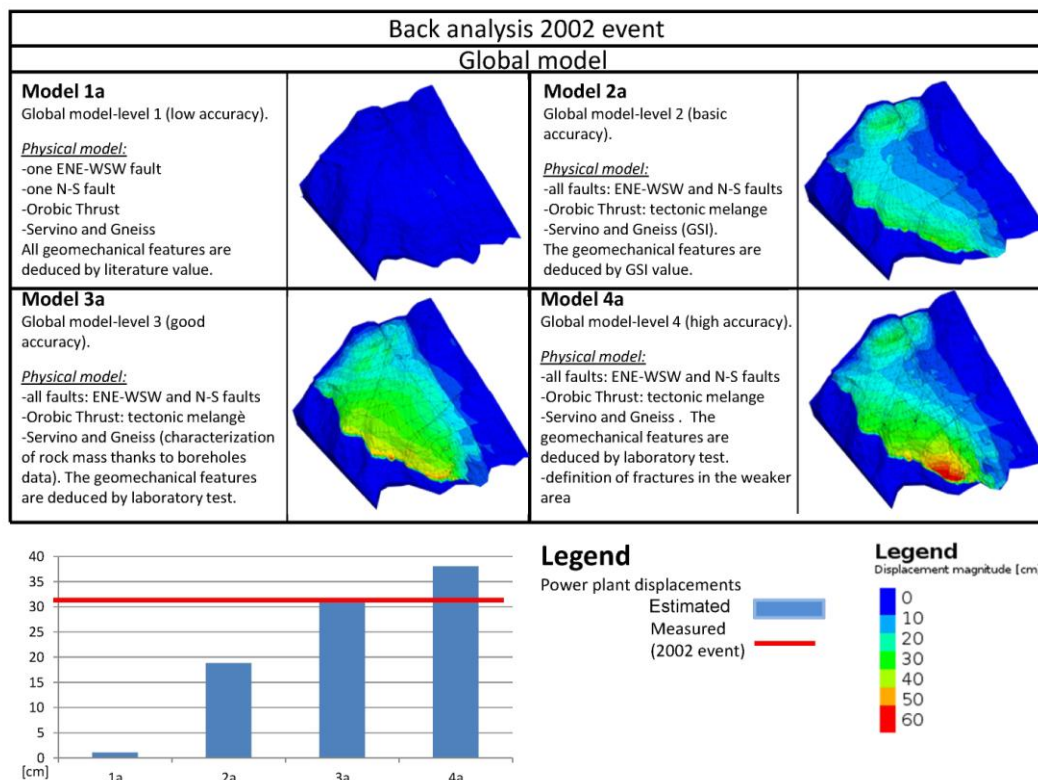 Back analysis 2002 event
Global model
Model 1a
Global model-level 1 (low accuracy).
Physical model:
-one ENE-WSW fault
-one N-S fault
-Orobic Thrust
-Servino and Gneiss
All geomechanical features are
deduced by literature value.
Model 2a
Global model-level 2 (basic
accuracy).
Physical model:
-all faults: ENE-WSW and N-S faults
-Orobic Thrust: tectonic melange
-Servino and Gneiss (GSI).
The geomechanical features are
deduced by GSI value.
Model 3a
Global model-level 3 (good
accuracy).
Physical model:
-all faults: ENE-WSW and N-S faults
-Orobic Thrust: tectonic melangè
-Servino and Gneiss (characterization
of rock mass thanks to boreholes
data). The geomechanical features
are deduced by laboratory test.
Model 4a
Global model-level 4 (high accuracy).
Physical model:
-all faults: ENE-WSW and N-S faults
-Orobic Thrust: tectonic melange
-Servino and Gneiss . The
geomechanical features are
deduced by laboratory test.
-definition of fractures in the weaker
area
40
35
30
25
20
15
10
5
0
[cm]
1a 2a 3a 4a
Legend
Power plant displacements
Estimated
Measured
(2002 event)
Legend
Displacement magnitude [cm]
0
10
20
30
40
50
60